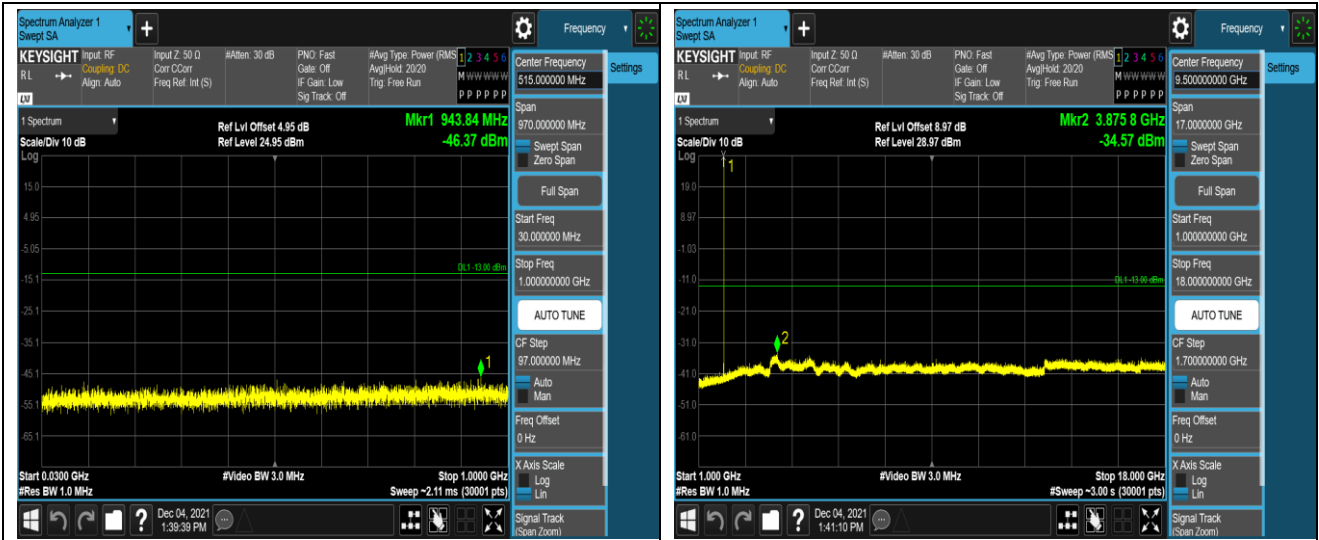 Spectrum Analyzer 1
Swept SA
+
Frequency
KEYSIGHT
Input: RF
Coupling: DC
Align: Auto
Input Z: 50 Ω
Corr CCorr
Freq Ref: Int (S)
#Atten: 30 dB
PNO: Fast
Gate: Off
IF Gain: Low
Sig Track: Off
#Avg Type: Power (RMS
Avg|Hold: 20/20
Trig: Free Run
1 2 3 4 5 6
M W W W W W
P P P P P P
RL
LXI
Center Frequency
515.000000 MHz
Settings
1 Spectrum
Scale/Div 10 dB
Log
Ref Lvl Offset 4.95 dB
Ref Level 24.95 dBm
Mkr1 943.84 MHz
-46.37 dBm
15.0
4.95
-5.05
-15.1
-25.1
-35.1
-45.1
-55.1
-65.1
DL1 -13.00 dBm
1
Start 0.0300 GHz
#Res BW 1.0 MHz
#Video BW 3.0 MHz
Stop 1.0000 GHz
Sweep ~2.11 ms (30001 pts)
Span
970.000000 MHz
Swept Span
Zero Span
Full Span
Start Freq
30.000000 MHz
Stop Freq
1.000000000 GHz
AUTO TUNE
CF Step
97.000000 MHz
Auto
Man
Freq Offset
0 Hz
X Axis Scale
Log
Lin
Signal Track
(Span Zoom)
?
Dec 04, 2021
1:39:39 PM
Spectrum Analyzer 1
Swept SA
+
Frequency
KEYSIGHT
Input: RF
Coupling: DC
Align: Auto
Input Z: 50 Ω
Corr CCorr
Freq Ref: Int (S)
#Atten: 30 dB
PNO: Fast
Gate: Off
IF Gain: Low
Sig Track: Off
#Avg Type: Power (RMS
Avg|Hold: 20/20
Trig: Free Run
1 2 3 4 5 6
M W W W W W
P P P P P P
RL
LXI
Center Frequency
9.500000000 GHz
Settings
1 Spectrum
Scale/Div 10 dB
Log
Ref Lvl Offset 8.97 dB
Ref Level 28.97 dBm
Mkr2 3.875 8 GHz
-34.57 dBm
19.0
8.97
-1.03
-11.0
-21.0
-31.0
-41.0
-51.0
-61.0
DL1 -13.00 dBm
1
2
Start 1.000 GHz
#Res BW 1.0 MHz
#Video BW 3.0 MHz
Stop 18.000 GHz
#Sweep ~3.00 s (30001 pts)
Span
17.0000000 GHz
Swept Span
Zero Span
Full Span
Start Freq
1.000000000 GHz
Stop Freq
18.000000000 GHz
AUTO TUNE
CF Step
1.700000000 GHz
Auto
Man
Freq Offset
0 Hz
X Axis Scale
Log
Lin
Signal Track
(Span Zoom)
?
Dec 04, 2021
1:41:10 PM